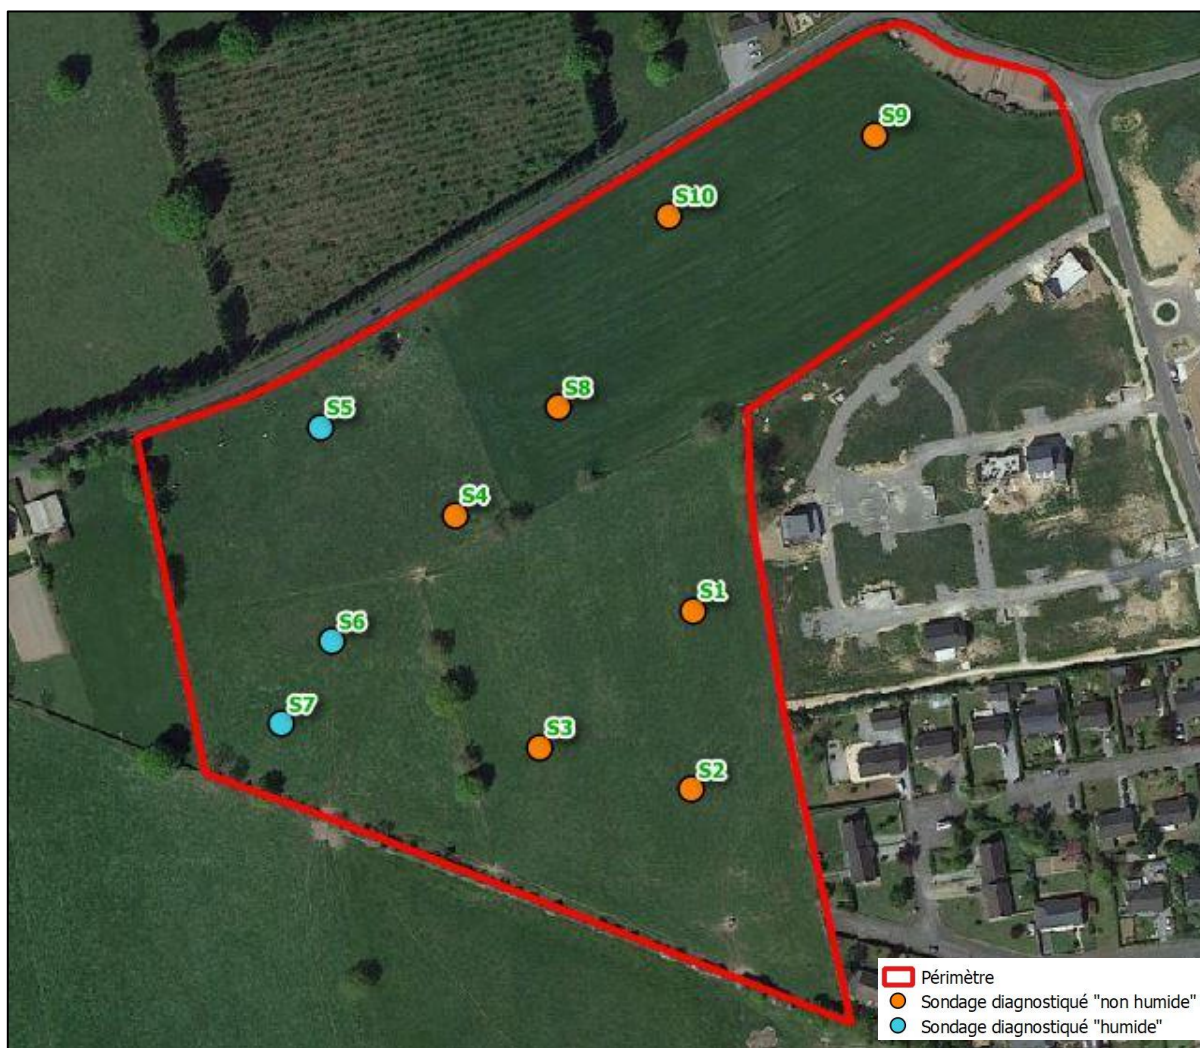 S9
S10
S8
S5
S4
S1
S6
S7
S3
S2
Périmètre
Sondage diagnostiqué "non humide"
Sondage diagnostiqué "humide"